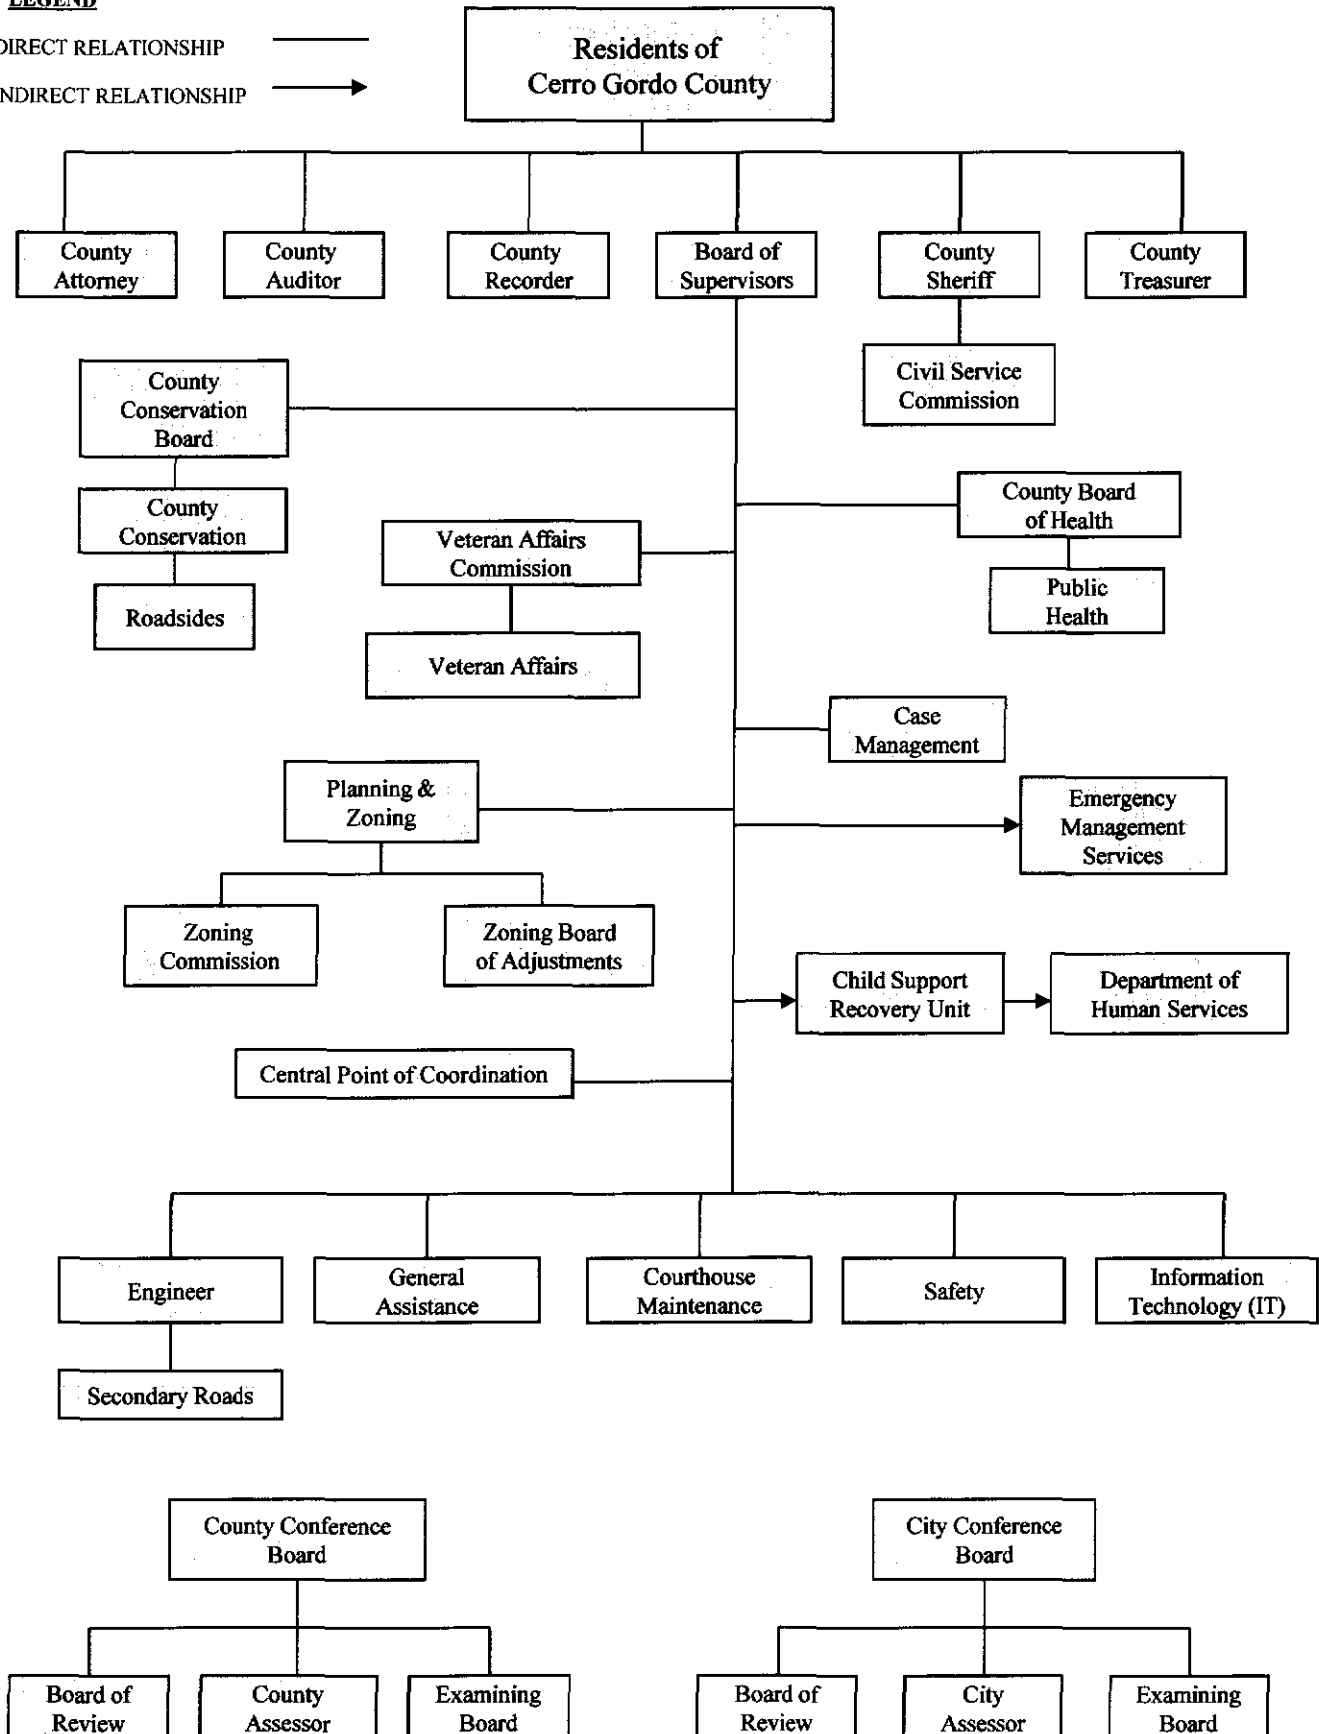 LEGEND
DIRECT RELATIONSHIP
INDIRECT RELATIONSHIP
Residents of
Cerro Gordo County
County
Attorney
County
Auditor
County
Recorder
Board of
Supervisors
County
Sheriff
County
Treasurer
Civil Service
Commission
County
Conservation
Board
County
Conservation
Roadsides
Veteran Affairs
Commission
Veteran Affairs
County Board
of Health
Public
Health
Case
Management
Planning &
Zoning
Emergency
Management
Services
Zoning
Commission
Zoning Board
of Adjustments
Child Support
Recovery Unit
Department of
Human Services
Central Point of Coordination
Engineer
General
Assistance
Courthouse
Maintenance
Safety
Information
Technology (IT)
Secondary Roads
County Conference
Board
City Conference
Board
Board of
Review
County
Assessor
Examining
Board
Board of
Review
City
Assessor
Examining
Board